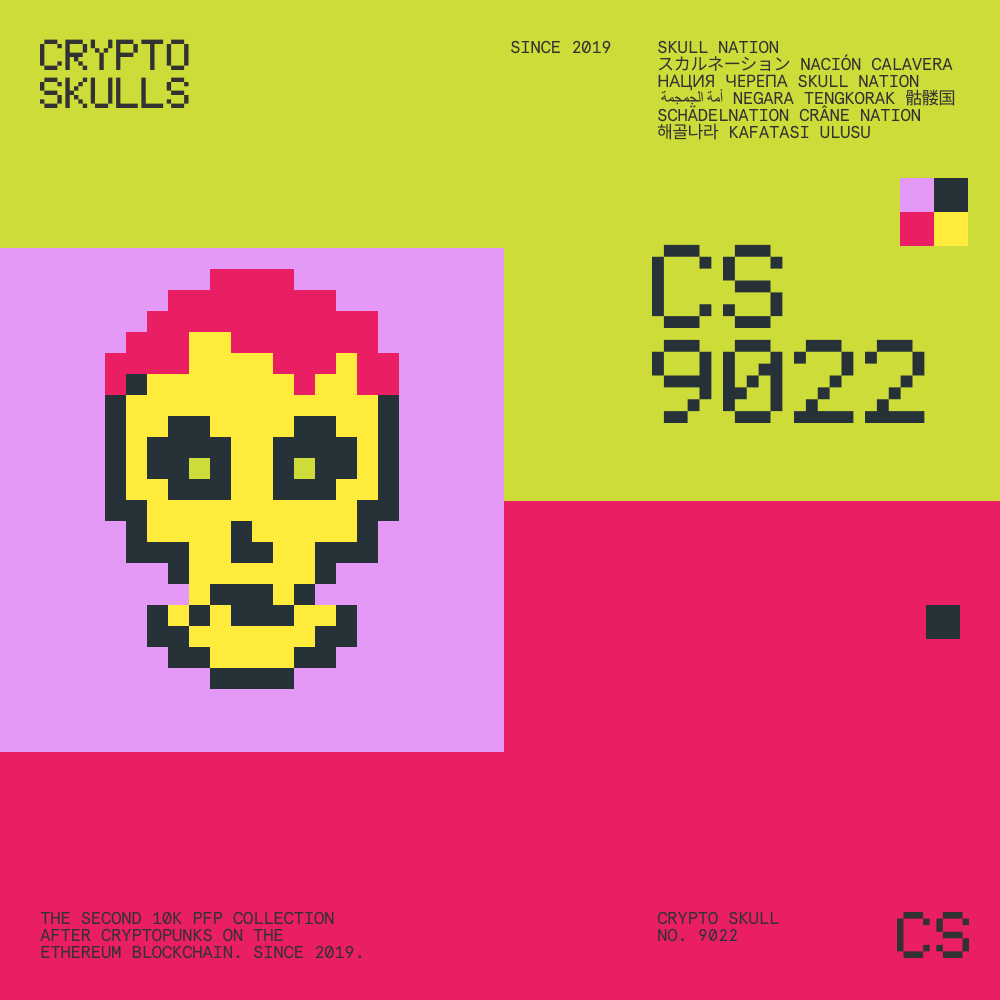 CRYPTO
SKULLS
SINCE 2019
SKULL NATION
スカルネーション NACIÓN CALAVERA
НАЦИЯ ЧЕРЕПА SKULL NATION
أمة الجمجمة NEGARA TENGKORAK 骷髅国
SCHÄDELNATION CRÂNE NATION
해골나라 KAFATASI ULUSU
CS
9022
THE SECOND 10K PFP COLLECTION
AFTER CRYPTOPUNKS ON THE
ETHEREUM BLOCKCHAIN. SINCE 2019.
CRYPTO SKULL
NO. 9022
CS